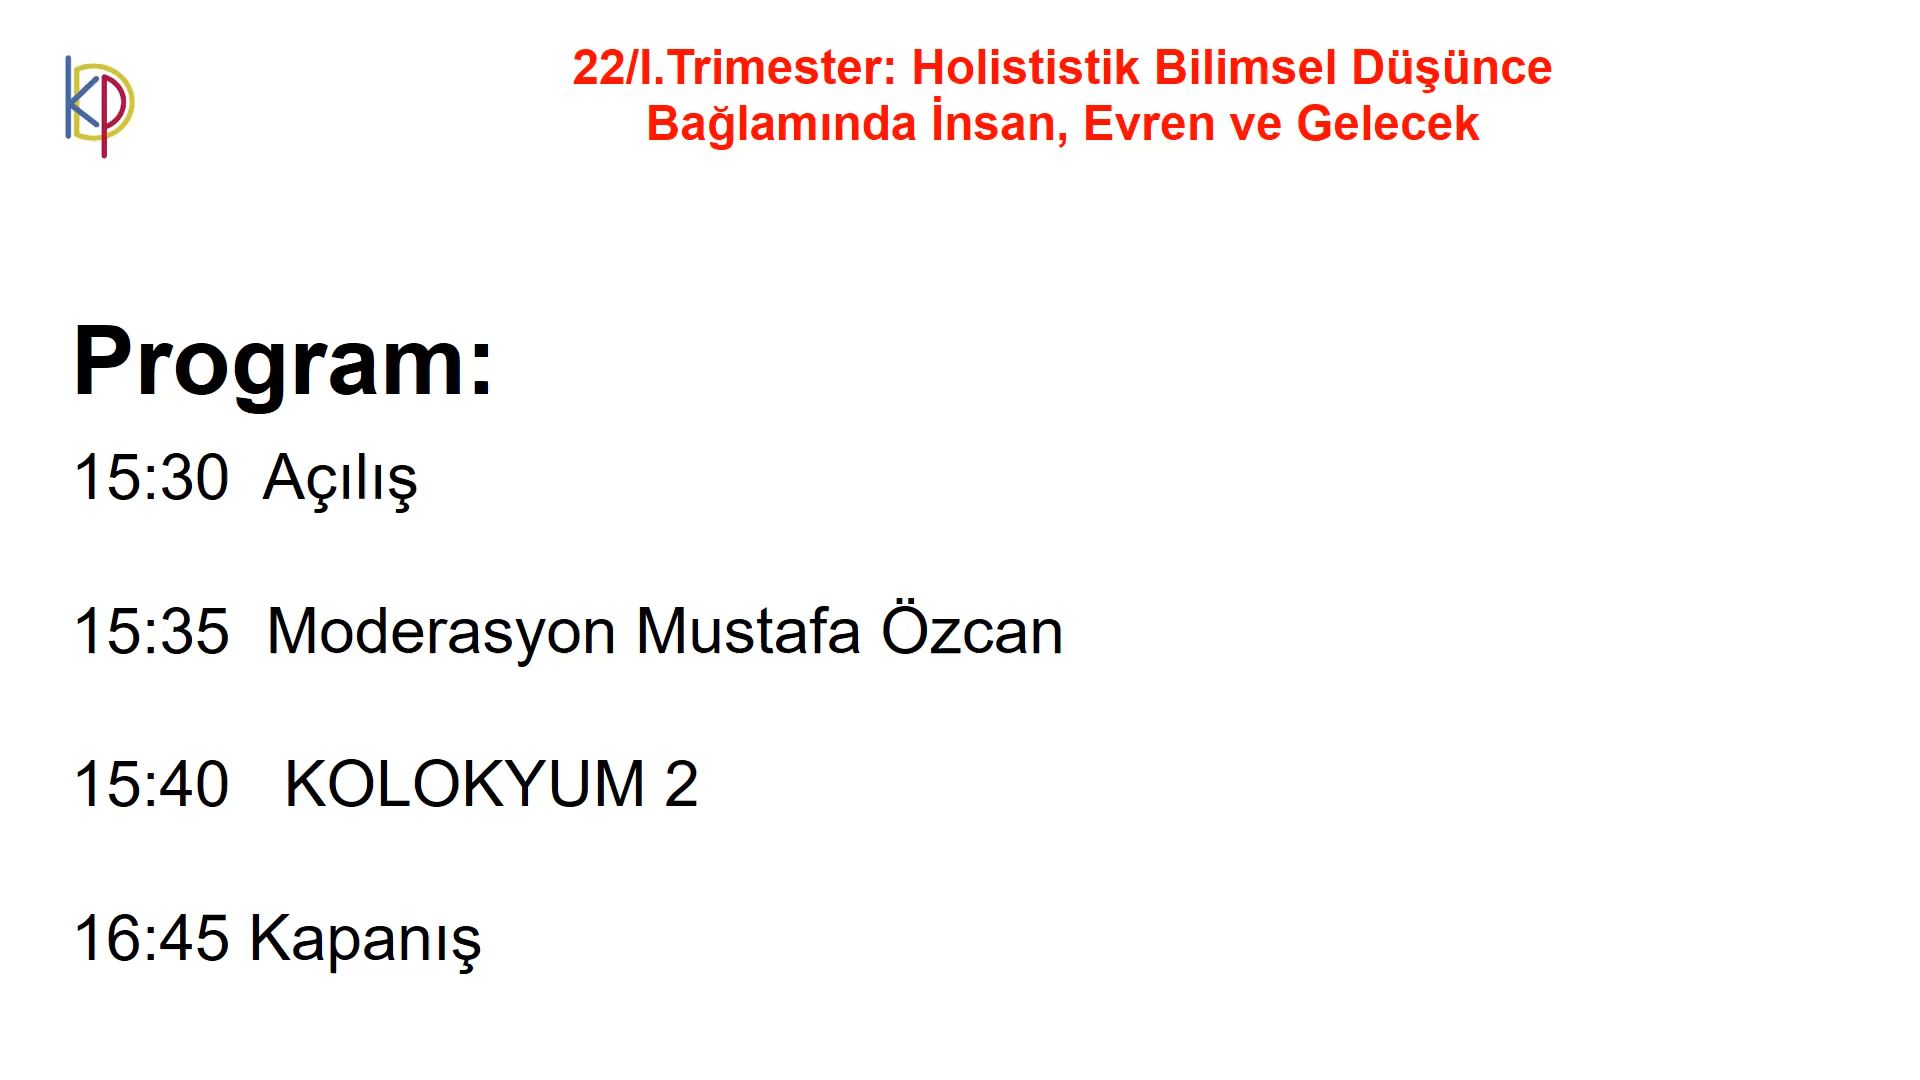 22/I.Trimester: Holististik Bilimsel Düşünce
Bağlamında İnsan, Evren ve Gelecek
Program:
15:30 Açılış
15:35 Moderasyon Mustafa Özcan
15:40 KOLOKYUM 2
16:45 Kapanış